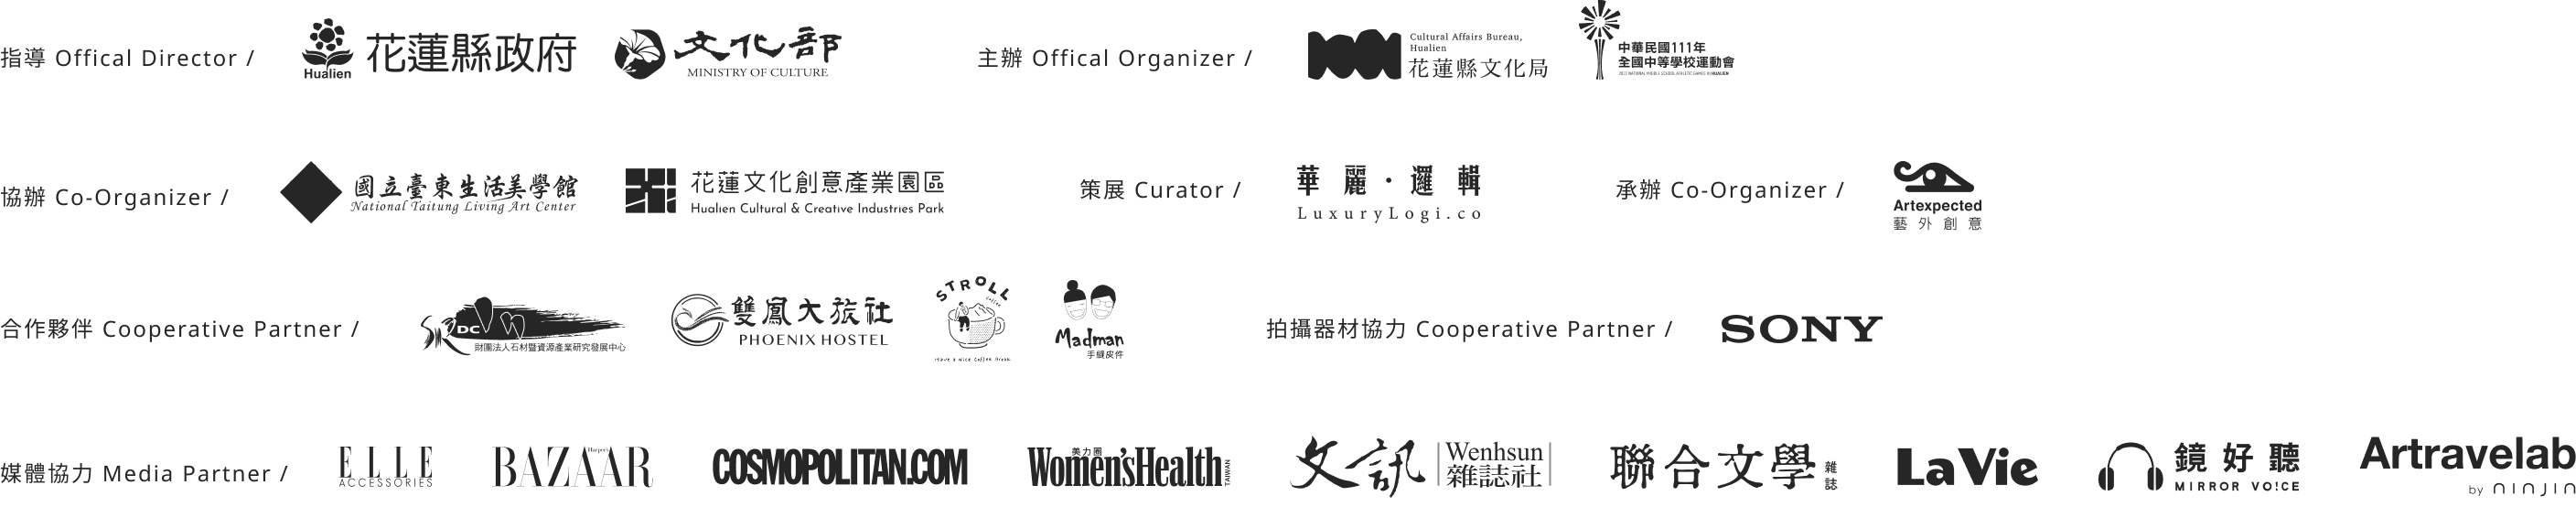 指導 Offical Director /
Hualien
花蓮縣政府
文化部
MINISTRY OF CULTURE
主辦 Offical Organizer /
Cultural Affairs Bureau,
Hualien
花蓮縣文化局
中華民國111年
全國中等學校運動會
協辦 Co-Organizer /
國立臺東生活美學館
National Taitung Living Art Center
花蓮文化創意產業園區
Hualien Cultural & Creative Industries Park
策展 Curator /
華麗・邏輯
LuxuryLogi.co
承辦 Co-Organizer /
Artexpected
藝外創意
合作夥伴 Cooperative Partner /
DC
財團法人石材暨資源產業研究發展中心
雙鳳大旅社
PHOENIX HOSTEL
STROLL
Coffee
Madman
手縫皮件
拍攝器材協力 Cooperative Partner /
SONY
媒體協力 Media Partner /
ELLE
ACCESSORIES
Harper's
BAZAAR
COSMOPOLITAN.COM
美力圈
Women'sHealth
TAIWAN
文訊
Wenhsun
雜誌社
聯合文學
雜誌
La Vie
鏡好聽
MIRROR VO!CE
Artravelab
by NINJIN